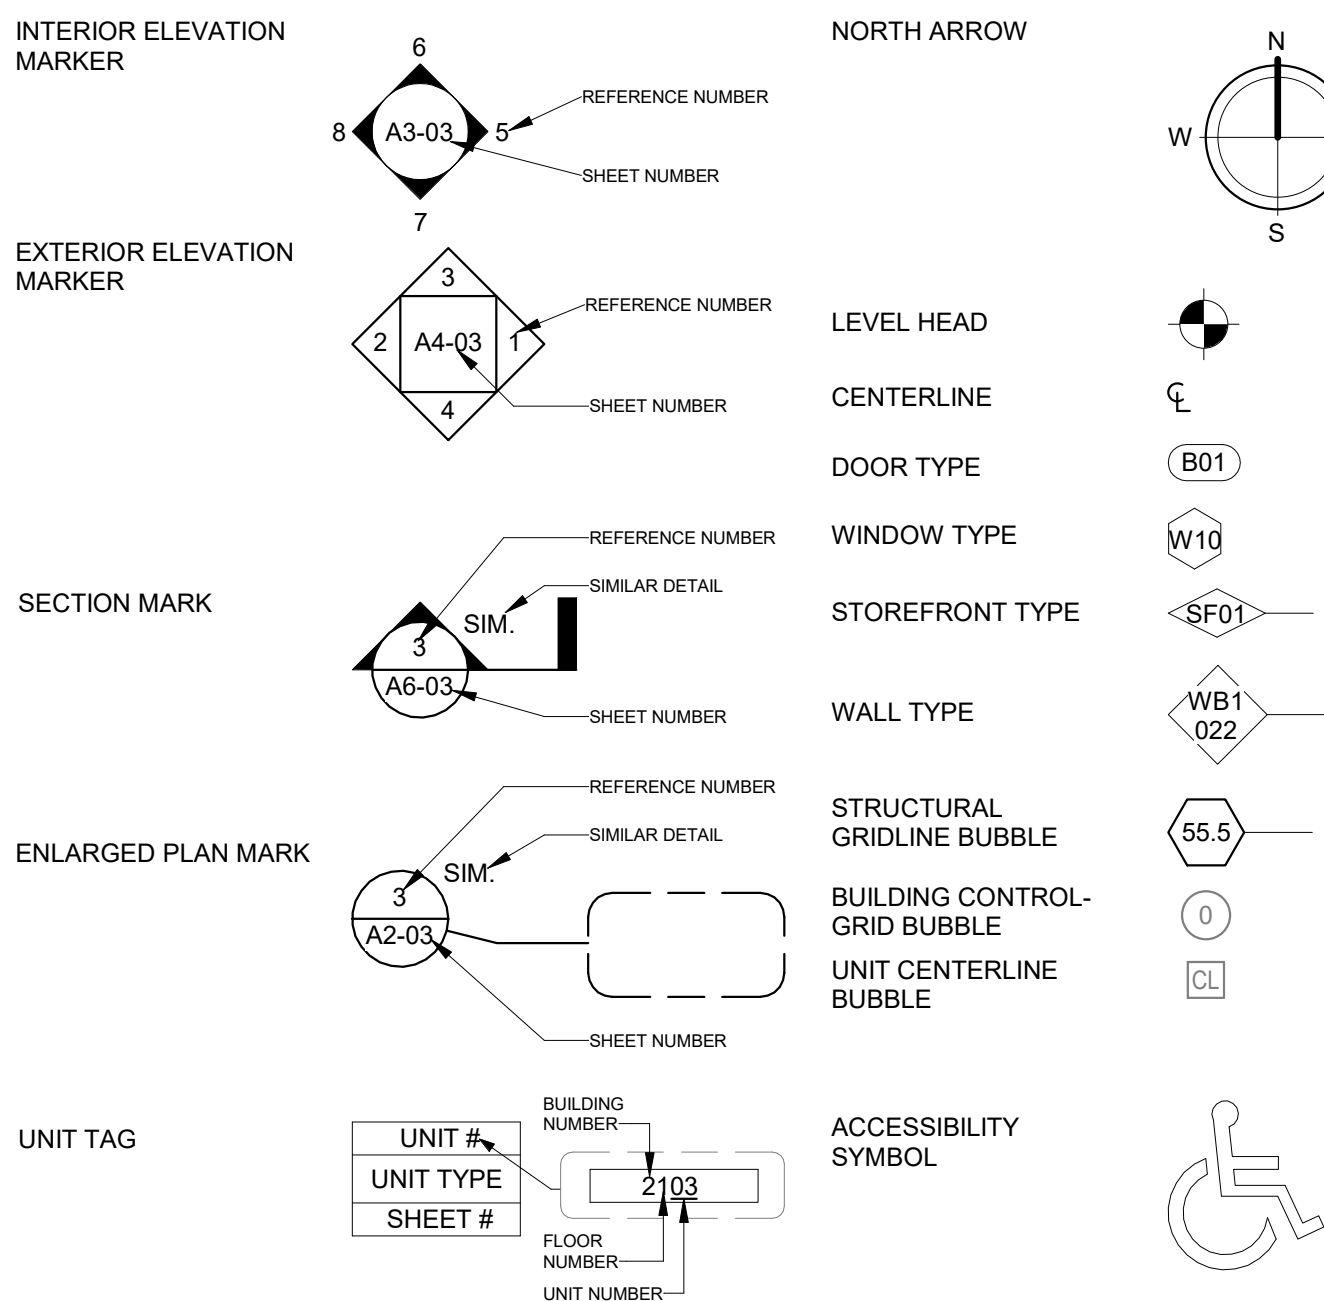 INTERIOR ELEVATION
MARKER
6
8
A3-03
5
7
REFERENCE NUMBER
SHEET NUMBER
EXTERIOR ELEVATION
MARKER
3
2
A4-03
1
4
REFERENCE NUMBER
SHEET NUMBER
SECTION MARK
3
A6-03
SIM.
REFERENCE NUMBER
SIMILAR DETAIL
SHEET NUMBER
ENLARGED PLAN MARK
3
A2-03
SIM.
REFERENCE NUMBER
SIMILAR DETAIL
SHEET NUMBER
UNIT TAG
UNIT #
UNIT TYPE
SHEET #
BUILDING
NUMBER
2103
FLOOR
NUMBER
UNIT NUMBER
NORTH ARROW
N
W
S
LEVEL HEAD
CENTERLINE
℄
DOOR TYPE
B01
WINDOW TYPE
W10
STOREFRONT TYPE
SF01
WALL TYPE
WB1
022
STRUCTURAL
GRIDLINE BUBBLE
55.5
BUILDING CONTROL-
GRID BUBBLE
0
UNIT CENTERLINE
BUBBLE
CL
ACCESSIBILITY
SYMBOL